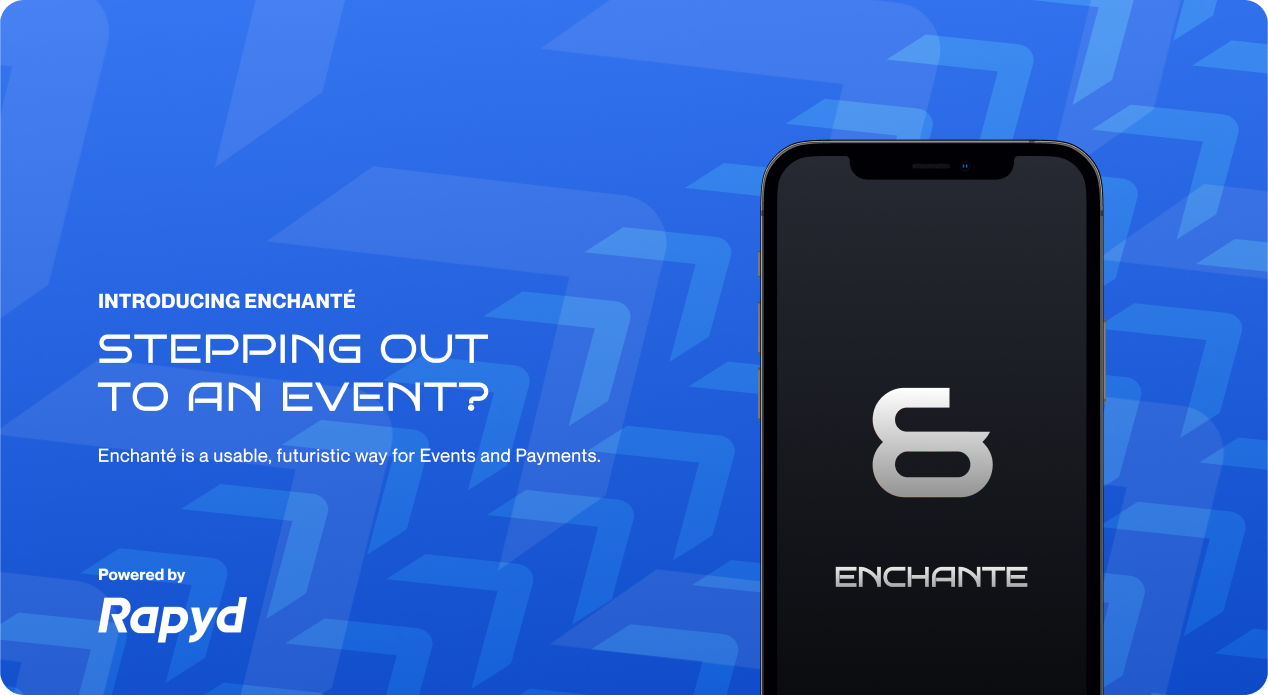 INTRODUCING ENCHANTÉ
STEPPING OUT
TO AN EVENT?
Enchanté is a usable, futuristic way for Events and Payments.
Powered by
Rapyd
ENCHANTE